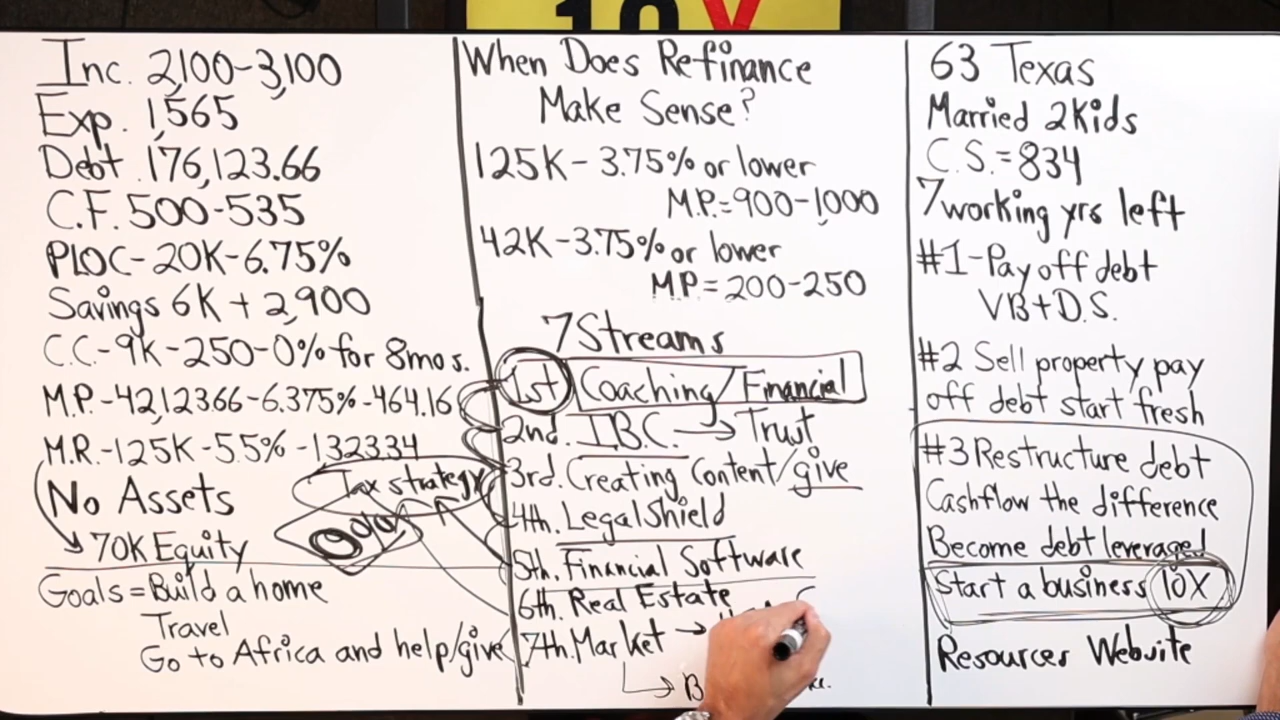 10X
Inc. 2,100-3,100
Exp. 1,565
Debt 176,123.66
C.F. 500-535
PLOC-20K-6.75%
Savings 6K + 2,900
C.C.-9K-250-0% for 8mos.
M.P.-42,123.66-6.375%-464.16
M.R.-125K-5.5%-1323.34
No Assets
Tax strategy
70K Equity
Goals = Build a home
Travel
Go to Africa and help/give
When Does Refinance
Make Sense?
125K-3.75% or lower
M.P.=900-1,000
42K-3.75% or lower
M.P.=200-250
7 Streams
1st Coaching/Financial
2nd. I.B.C. → Trust
3rd. Creating Content/give
4th. LegalShield
5th. Financial Software
6th. Real Estate
7th. Market →
63 Texas
Married 2Kids
C.S.=834
7 working yrs left
#1-Pay off debt
VB+D.S.
#2 Sell property pay
off debt start fresh
#3 Restructure debt
Cashflow the difference
Become debt leveraged
Start a business 10X
Resources Website